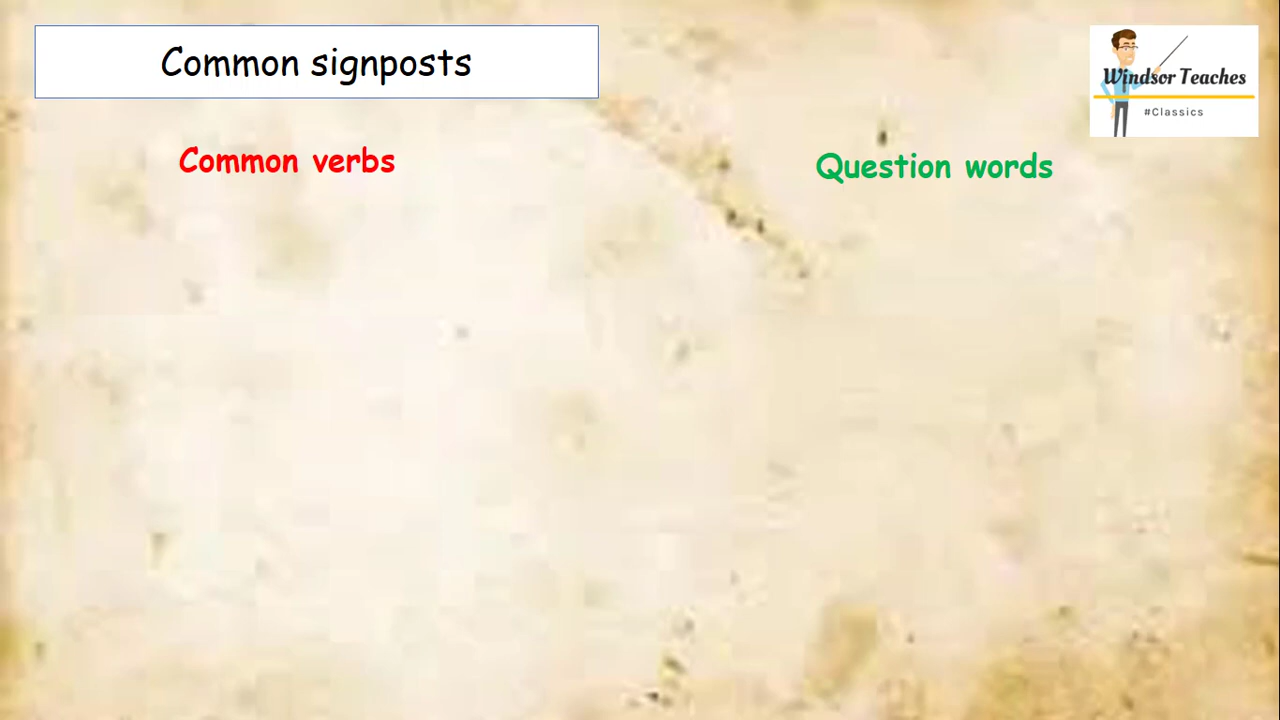 Common signposts
Windsor Teaches
#Classics
Common verbs
Question words